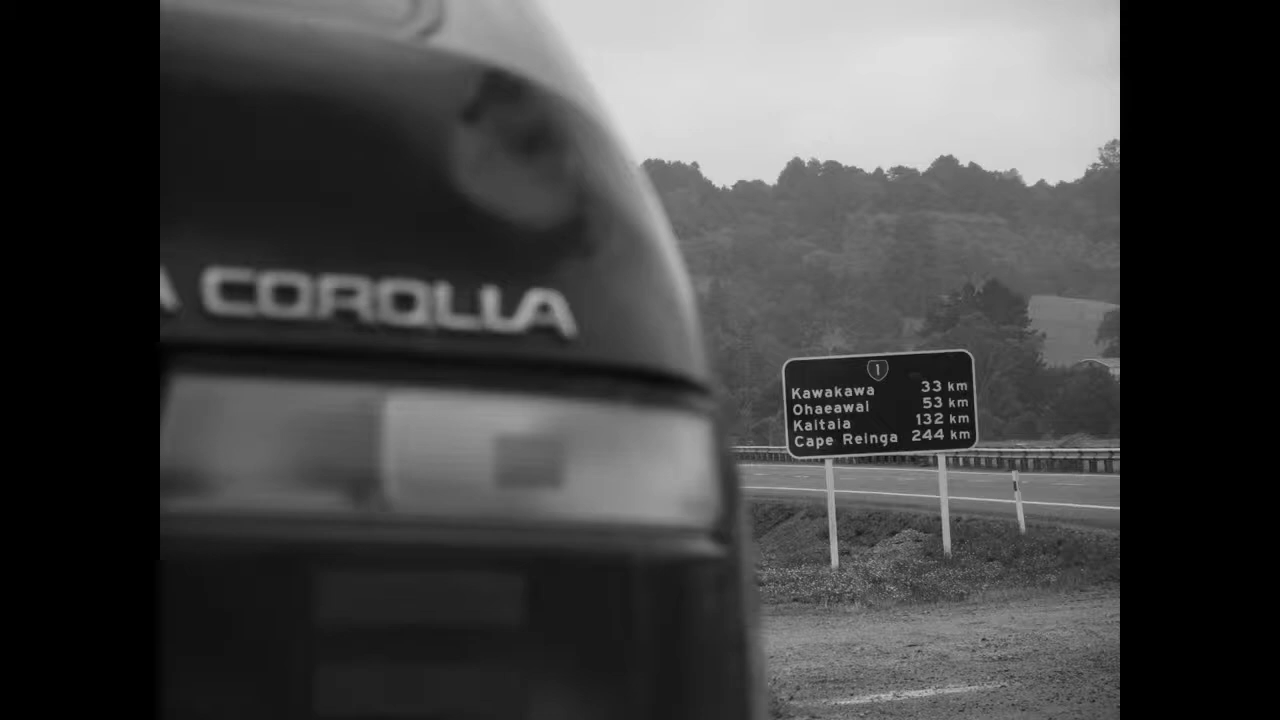 A COROLLA
1
Kawakawa 33 km
Ohaeawai 53 km
Kaitaia 132 km
Cape Reinga 244 km